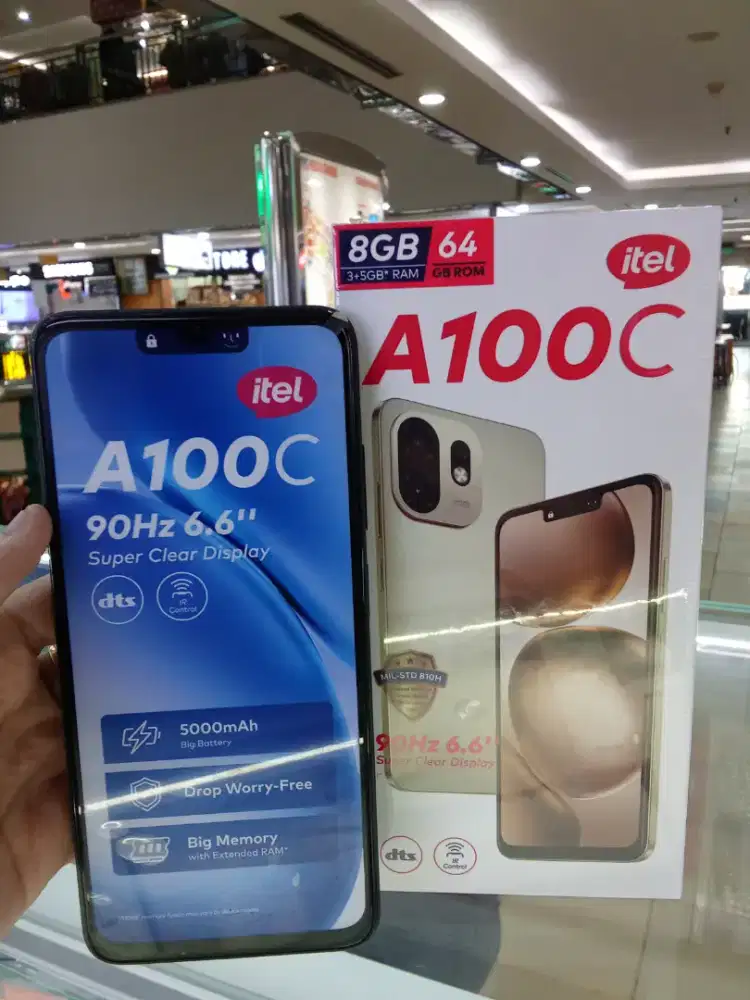 itel
A100C
90Hz 6.6''
Super Clear Display
dts
IR
Control
5000mAh
Big Battery
Drop Worry-Free
Big Memory
with Extended RAM*
8GB
3+5GB* RAM
64
GB ROM
itel
A100C
MIL-STD 810H
90Hz 6.6''
Super Clear Display
dts
IR
Control